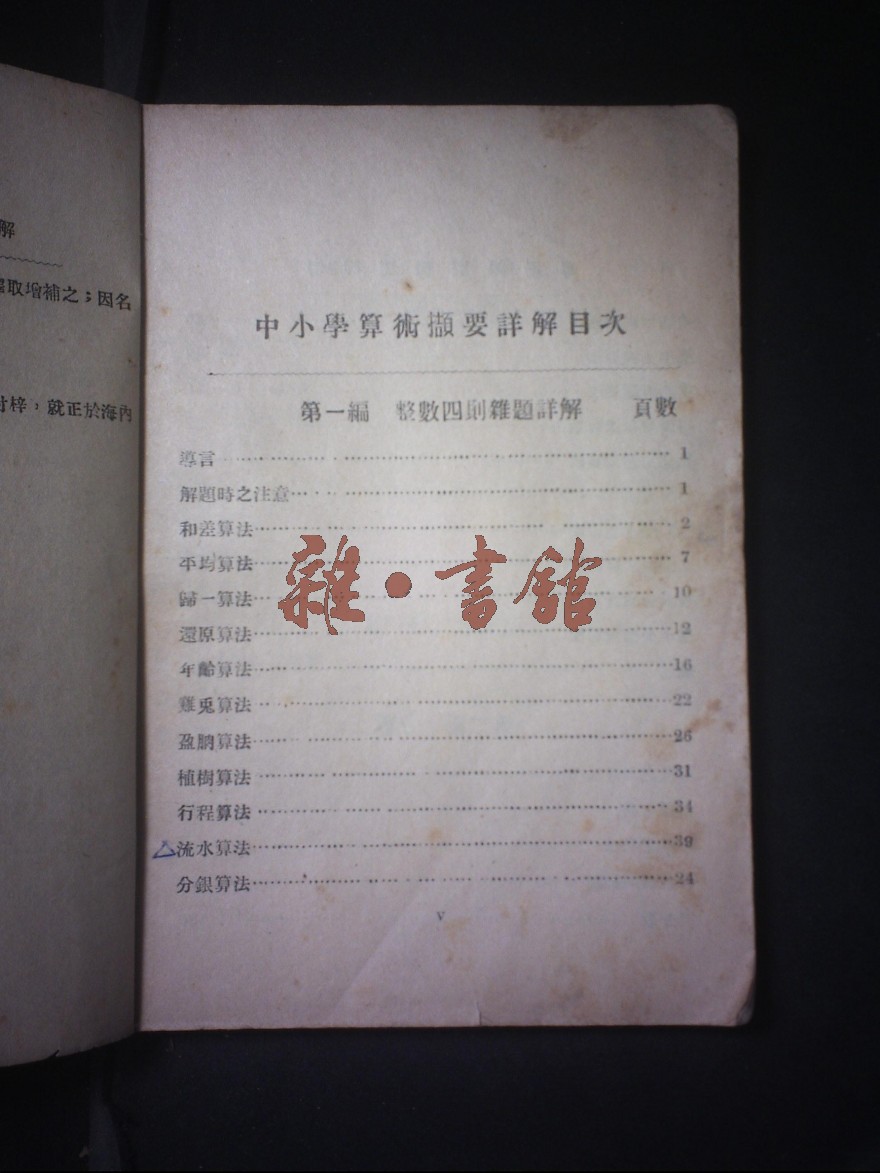 解
取增補之；因名
梓，就正於海內
中小學算術擷要詳解目次
第一編 整數四則雜題詳解 頁數
導言 1
解題時之注意 1
和差算法 2
平均算法 7
歸一算法 10
還原算法 12
年齡算法 16
雞兎算法 22
盈朒算法 26
植樹算法 31
行程算法 34
△流水算法 39
分銀算法 24
v
雜·書館